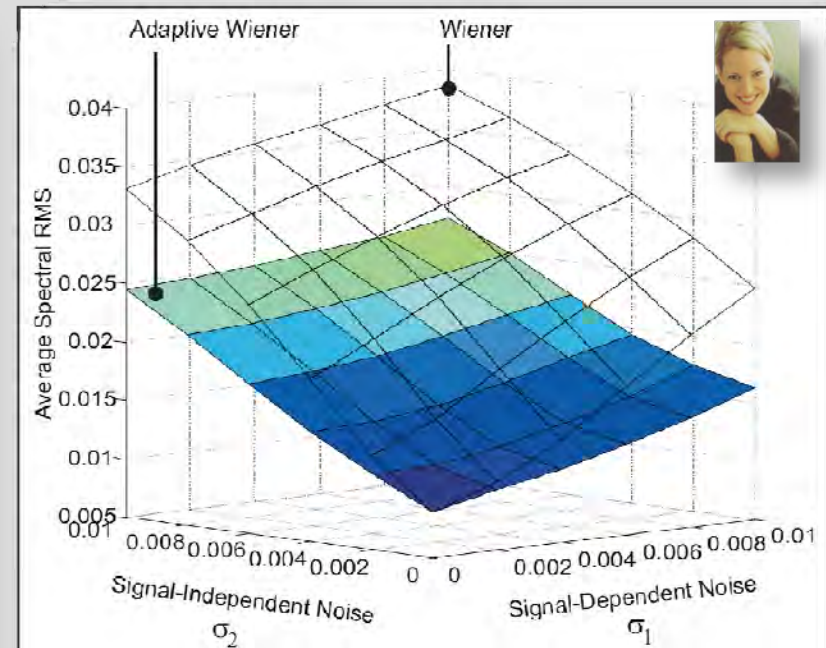 Adaptive Wiener
Wiener
0.04
0.035
0.03
0.025
0.02
0.015
0.01
0.005
Average Spectral RMS
0.01
0.008
0.006
0.004
0.002
0
0
0.002
0.004
0.006
0.008
0.01
Signal-Independent Noise
σ2
Signal-Dependent Noise
σ1